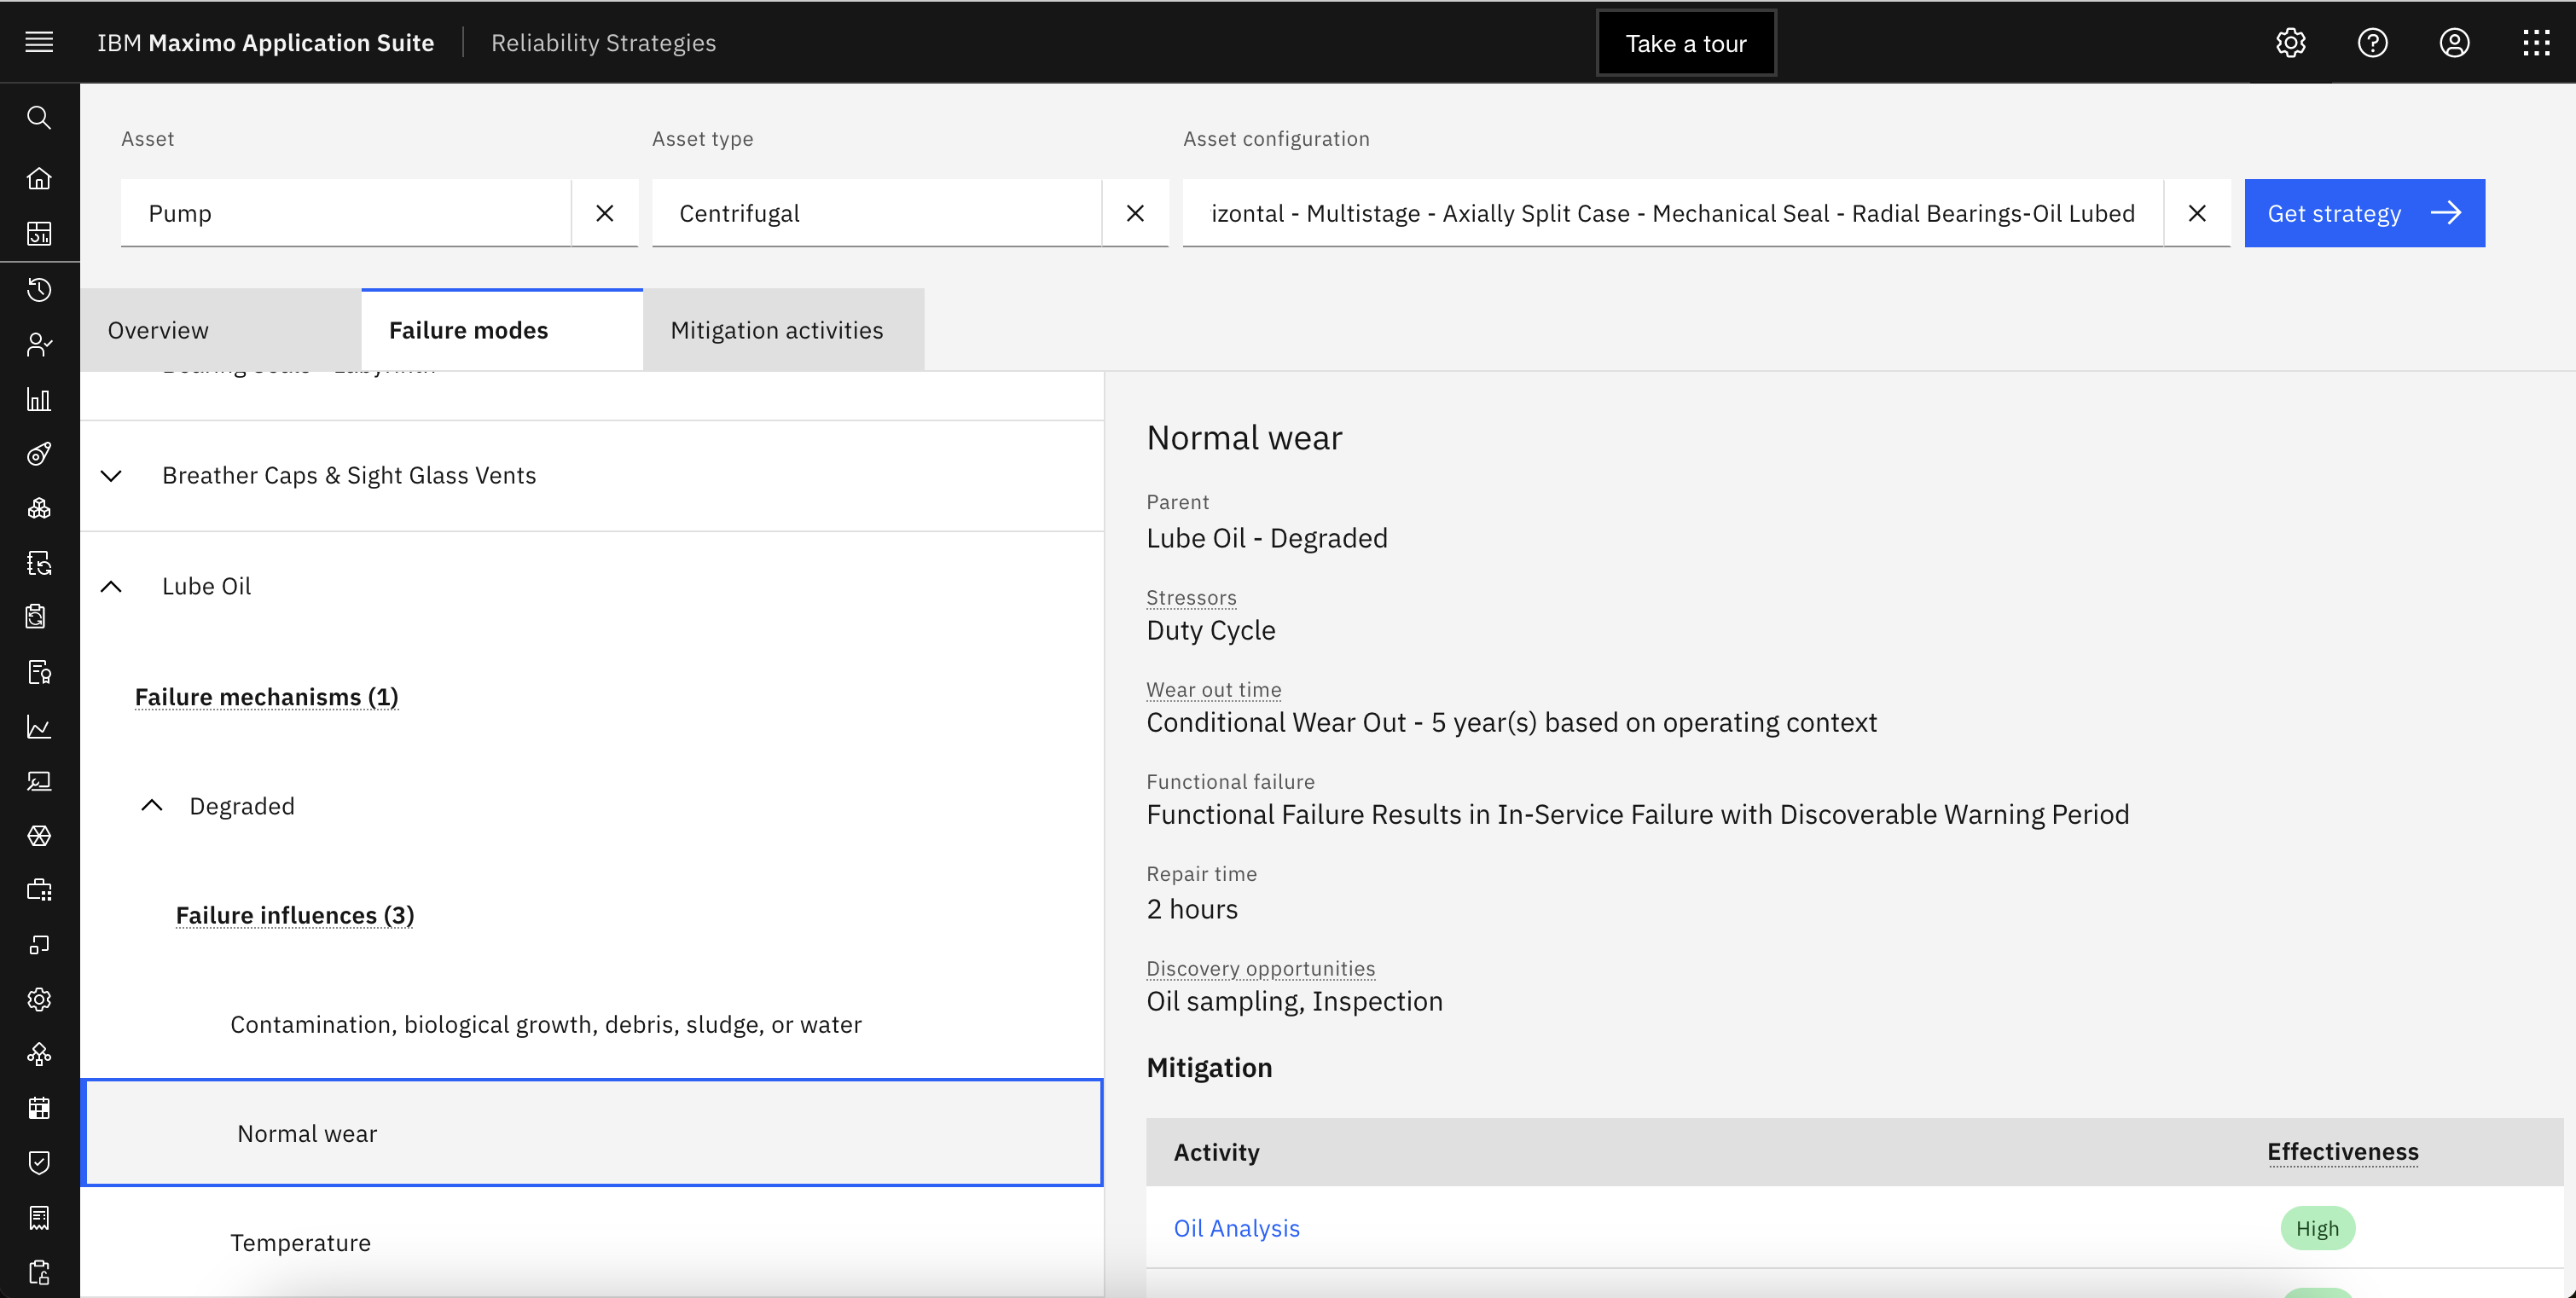 IBM Maximo Application Suite
Reliability Strategies
Take a tour
Asset
Asset type
Asset configuration
Pump
Centrifugal
izontal - Multistage - Axially Split Case - Mechanical Seal - Radial Bearings-Oil Lubed
Get strategy
Overview
Failure modes
Mitigation activities
Breather Caps & Sight Glass Vents
Lube Oil
Failure mechanisms (1)
Degraded
Failure influences (3)
Contamination, biological growth, debris, sludge, or water
Normal wear
Temperature
Normal wear
Parent
Lube Oil - Degraded
Stressors
Duty Cycle
Wear out time
Conditional Wear Out - 5 year(s) based on operating context
Functional failure
Functional Failure Results in In-Service Failure with Discoverable Warning Period
Repair time
2 hours
Discovery opportunities
Oil sampling, Inspection
Mitigation
Activity
Effectiveness
Oil Analysis
High